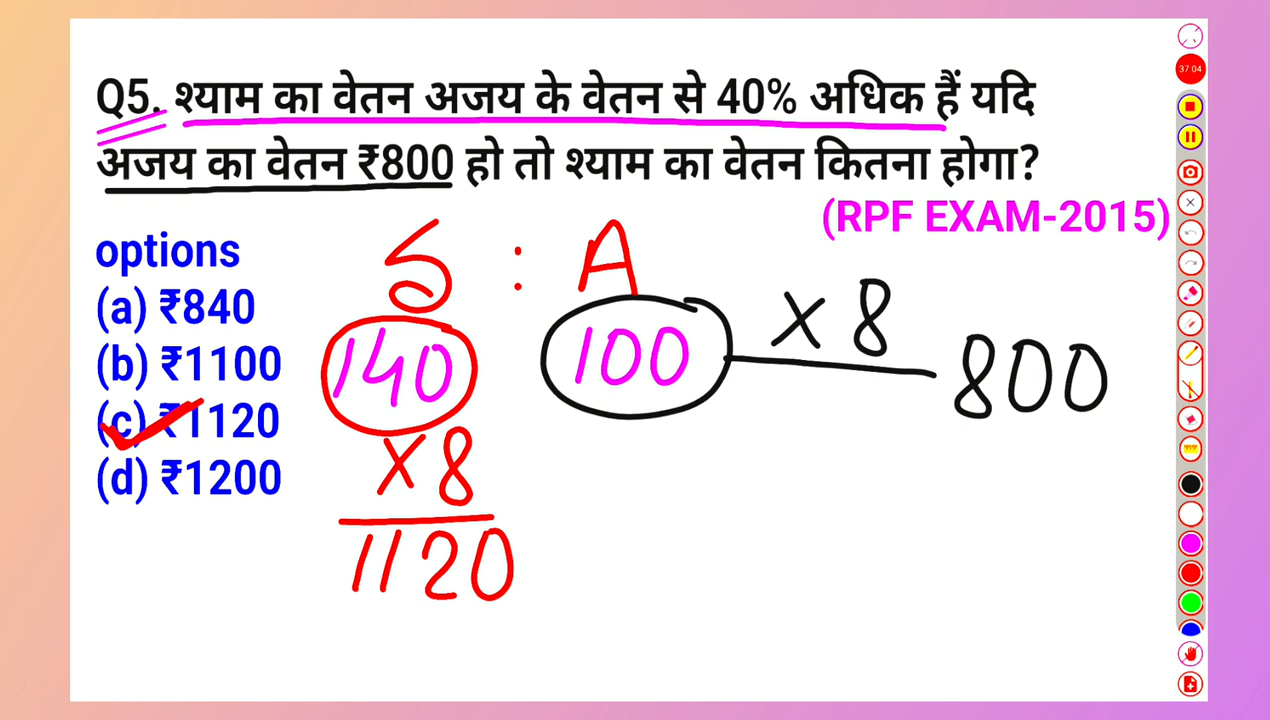 Q5. श्याम का वेतन अजय के वेतन से 40% अधिक हैं यदि
अजय का वेतन ₹800 हो तो श्याम का वेतन कितना होगा?
(RPF EXAM-2015)
options
(a) ₹840
(b) ₹1100
(c) ₹1120
(d) ₹1200
S : A
140 100 × 8 800
× 8
1120
37:04